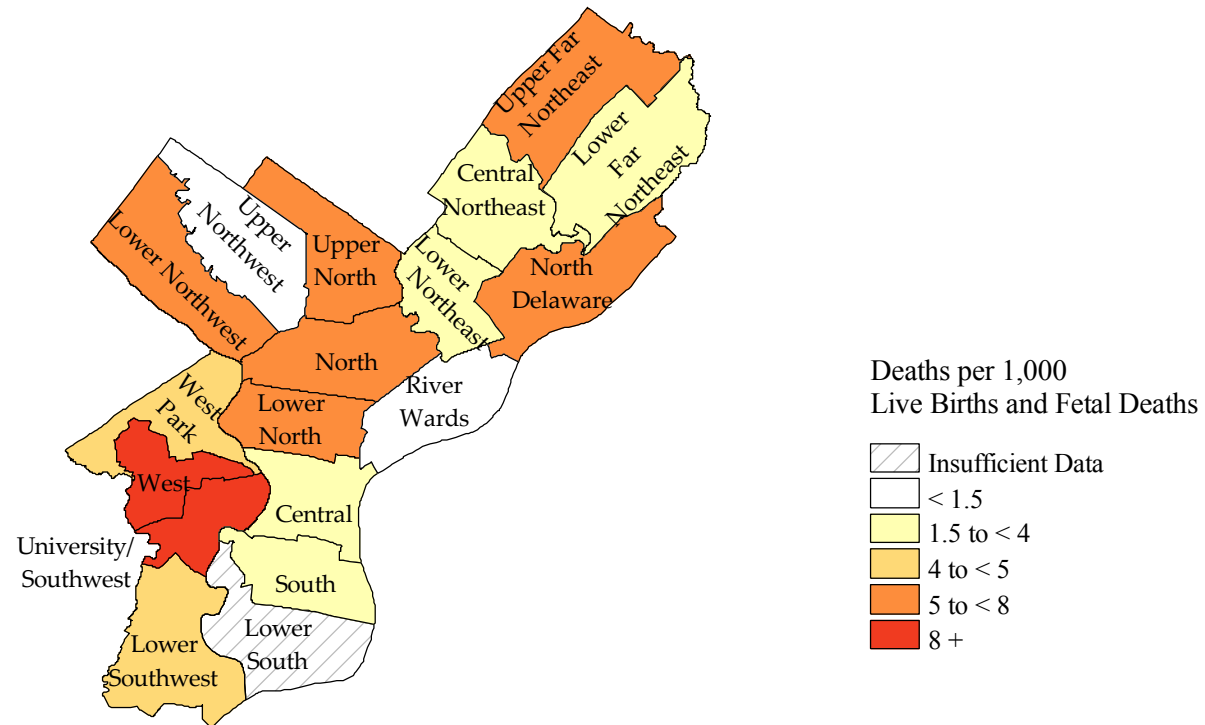 Upper Far
Northeast
Lower
Far
Northeast
Central
Northeast
Upper
Northwest
Lower Northwest
Upper
North
Lower
Northeast
North
Delaware
North
West
Park
Lower
North
River
Wards
West
Central
University/
Southwest
South
Lower
South
Lower
Southwest
Deaths per 1,000
Live Births and Fetal Deaths
Insufficient Data
< 1.5
1.5 to < 4
4 to < 5
5 to < 8
8 +